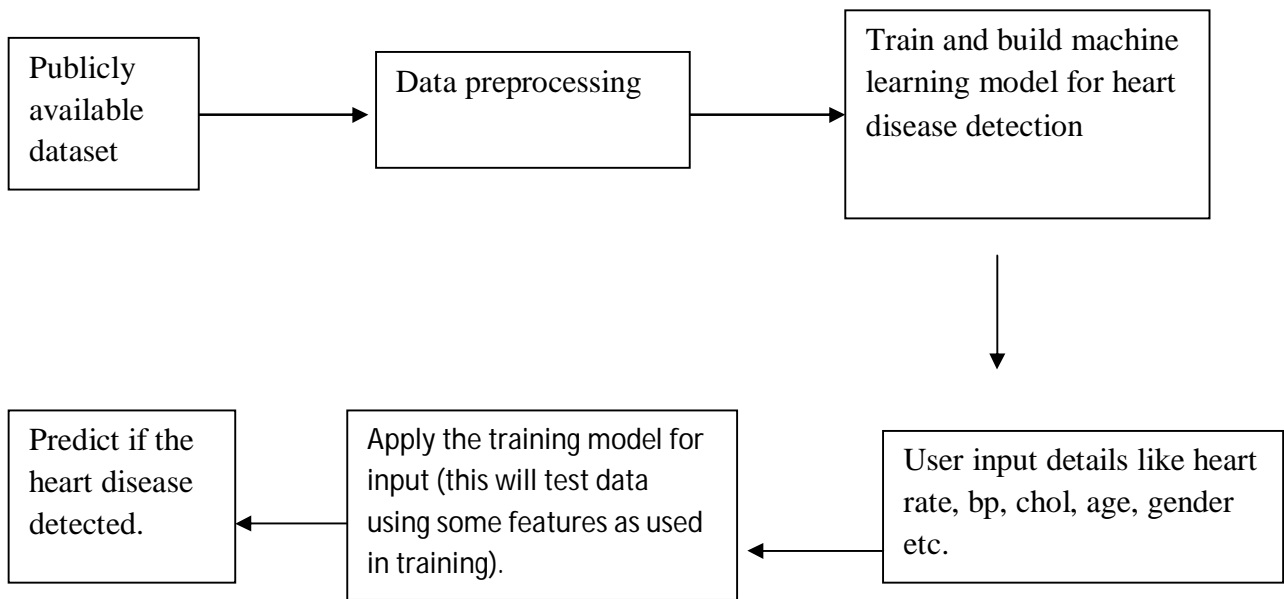 Publicly
available
dataset
Data preprocessing
Train and build machine
learning model for heart
disease detection
User input details like heart
rate, bp, chol, age, gender
etc.
Apply the training model for
input (this will test data
using some features as used
in training).
Predict if the
heart disease
detected.